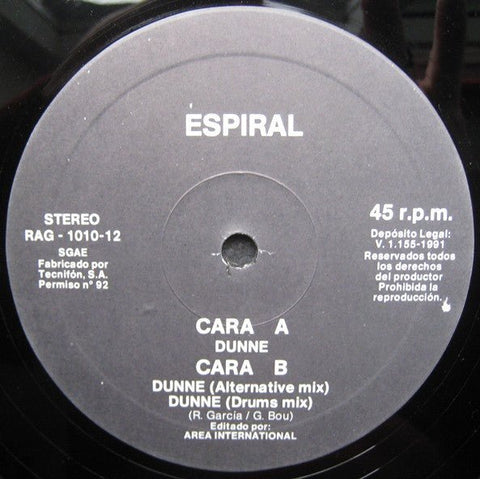 ESPIRAL
STEREO
RAG - 1010-12
SGAE
Fabricado por
Tecnifón, S.A.
Permiso nº 92
45 r.p.m.
Depósito Legal:
V. 1.155-1991
Reservados todos
los derechos
del productor
Prohibida la
reproducción.
CARA A
DUNNE
CARA B
DUNNE (Alternative mix)
DUNNE (Drums mix)
(R. García / G. Bou)
Editado por:
AREA INTERNATIONAL